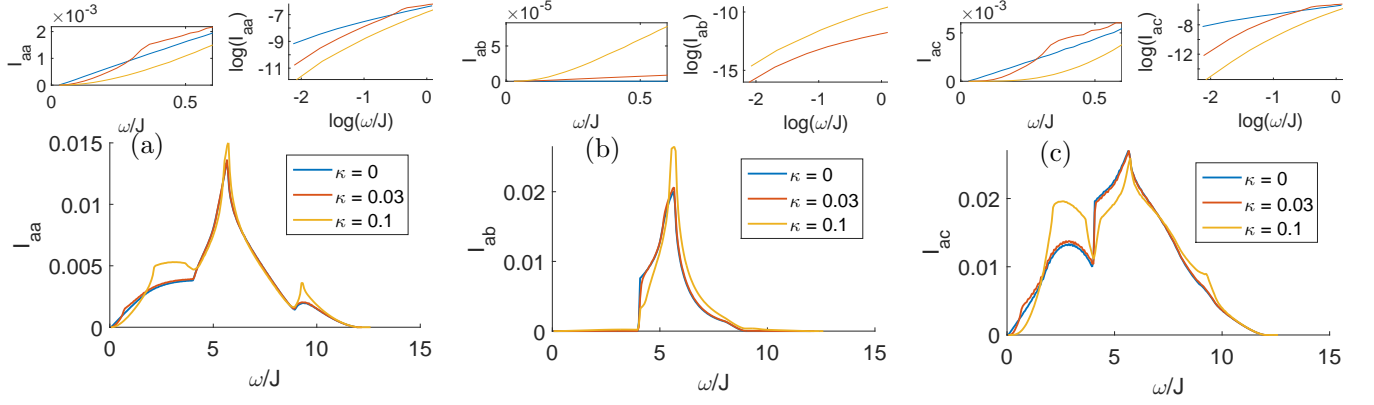 ×10⁻³
2
1
0
I_aa
0
0.5
ω/J
-7
-9
-11
log(I_aa)
-2
-1
0
log(ω/J)
×10⁻⁵
5
0
I_ab
0
0.5
ω/J
-10
-15
log(I_ab)
-2
-1
0
log(ω/J)
×10⁻³
5
0
I_ac
0
0.5
ω/J
-8
-12
log(I_ac)
-2
-1
0
log(ω/J)
(a)
0.015
0.01
0.005
0
I_aa
0
5
10
15
ω/J
κ = 0
κ = 0.03
κ = 0.1
(b)
0.02
0.01
0
I_ab
0
5
10
15
ω/J
κ = 0
κ = 0.03
κ = 0.1
(c)
0.02
0.01
0
I_ac
0
5
10
15
ω/J
κ = 0
κ = 0.03
κ = 0.1